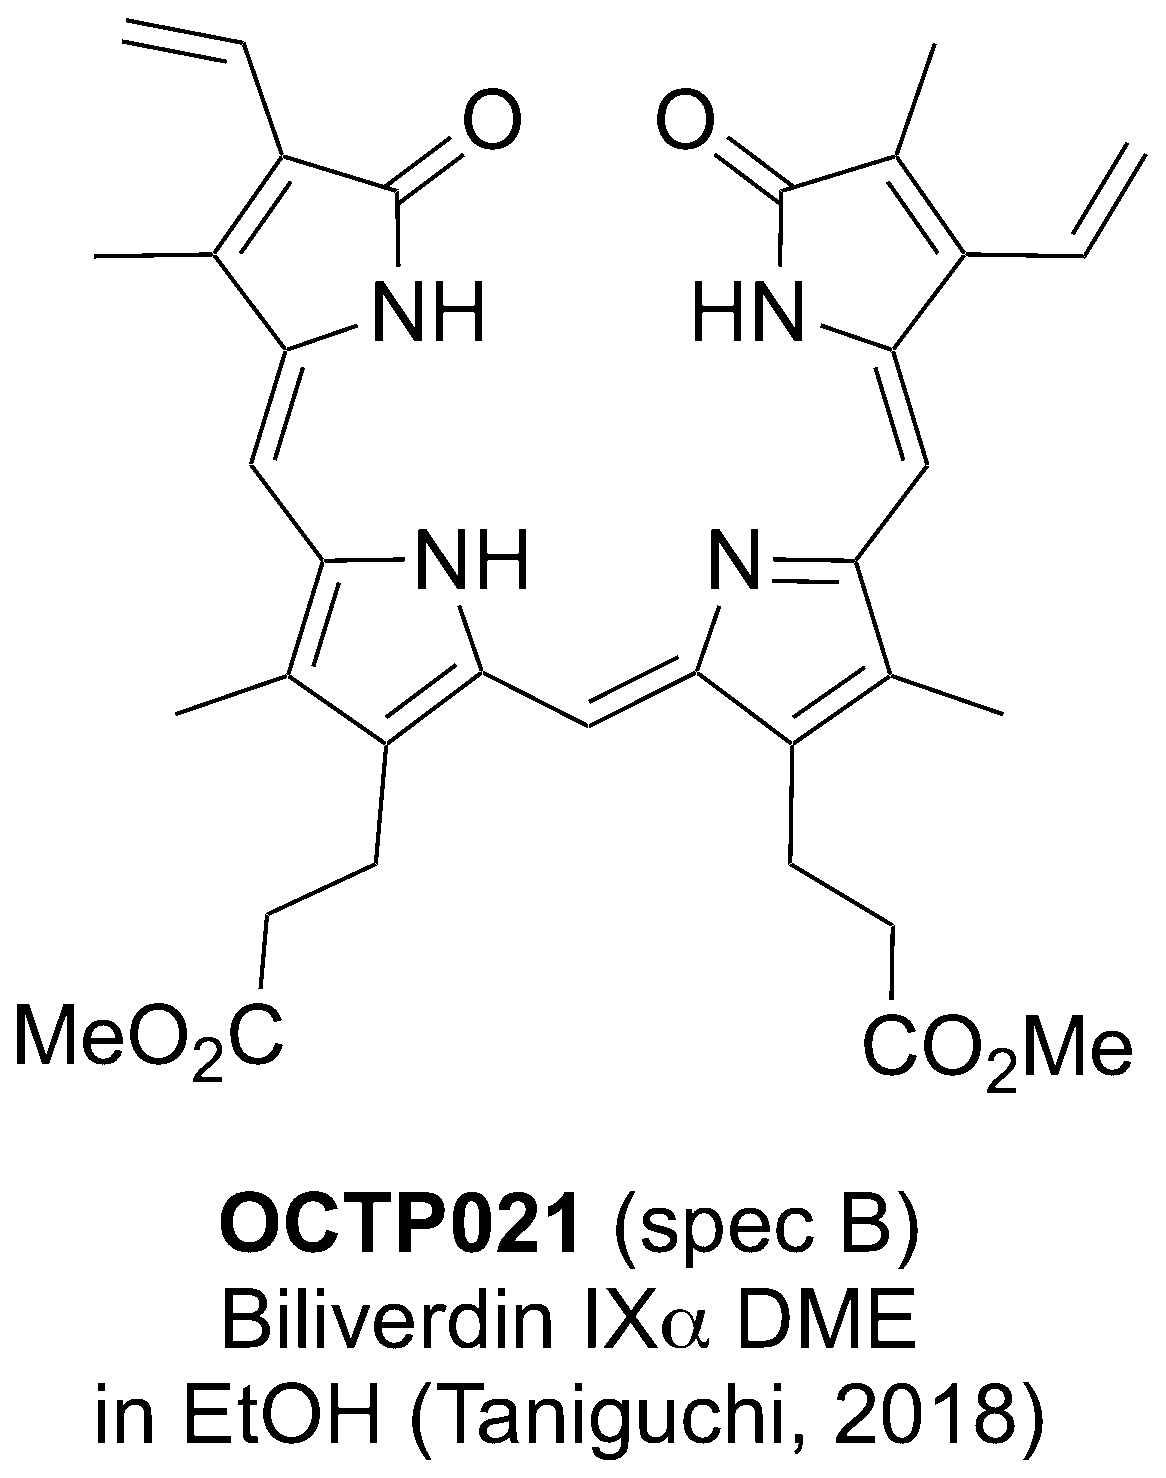 O O
NH HN
NH N
MeO₂C CO₂Me
OCTP021 (spec B)
Biliverdin IXα DME
in EtOH (Taniguchi, 2018)